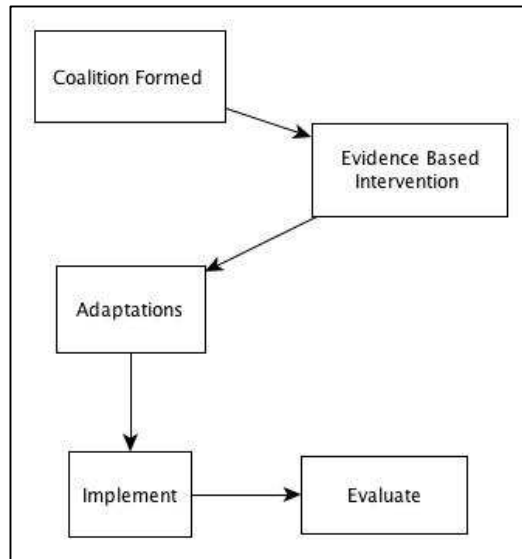 Coalition Formed
Evidence Based
Intervention
Adaptations
Implement
Evaluate